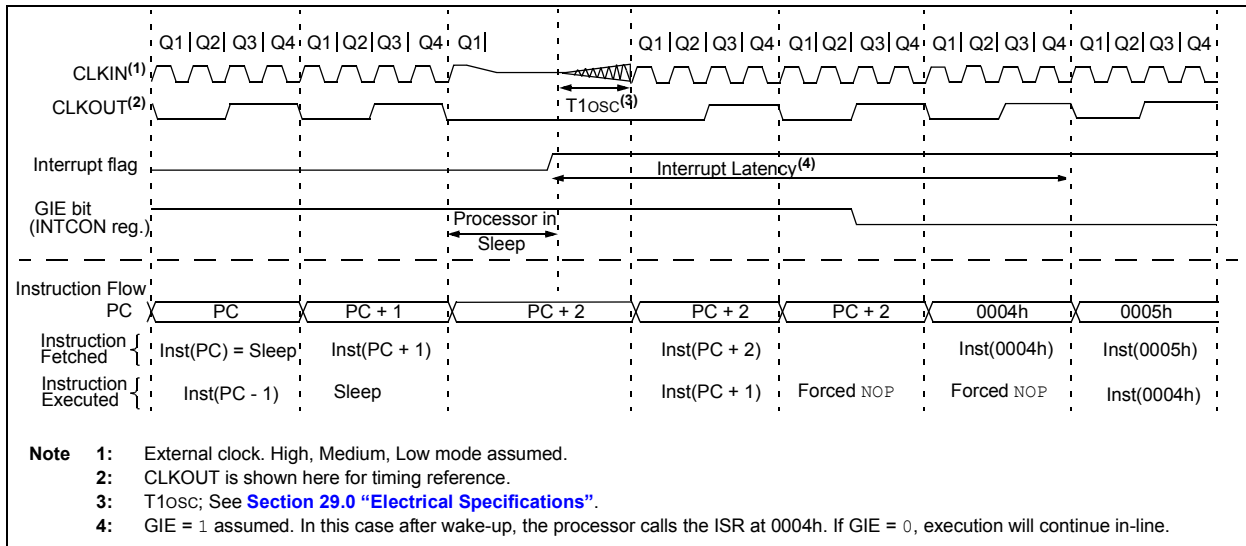 Q1 Q2 Q3 Q4 Q1 Q2 Q3 Q4 Q1 Q1 Q2 Q3 Q4 Q1 Q2 Q3 Q4 Q1 Q2 Q3 Q4 Q1 Q2 Q3 Q4
CLKIN(1)
CLKOUT(2)
T1OSC(3)
Interrupt flag
Interrupt Latency(4)
GIE bit
(INTCON reg.)
Processor in
Sleep
Instruction Flow
PC PC PC + 1 PC + 2 PC + 2 PC + 2 0004h 0005h
Instruction
Fetched
Inst(PC) = Sleep Inst(PC + 1) Inst(PC + 2) Inst(0004h) Inst(0005h)
Instruction
Executed
Inst(PC - 1) Sleep Inst(PC + 1) Forced NOP Forced NOP Inst(0004h)
Note 1: External clock. High, Medium, Low mode assumed.
2: CLKOUT is shown here for timing reference.
3: T1OSC; See Section 29.0 “Electrical Specifications”.
4: GIE = 1 assumed. In this case after wake-up, the processor calls the ISR at 0004h. If GIE = 0, execution will continue in-line.